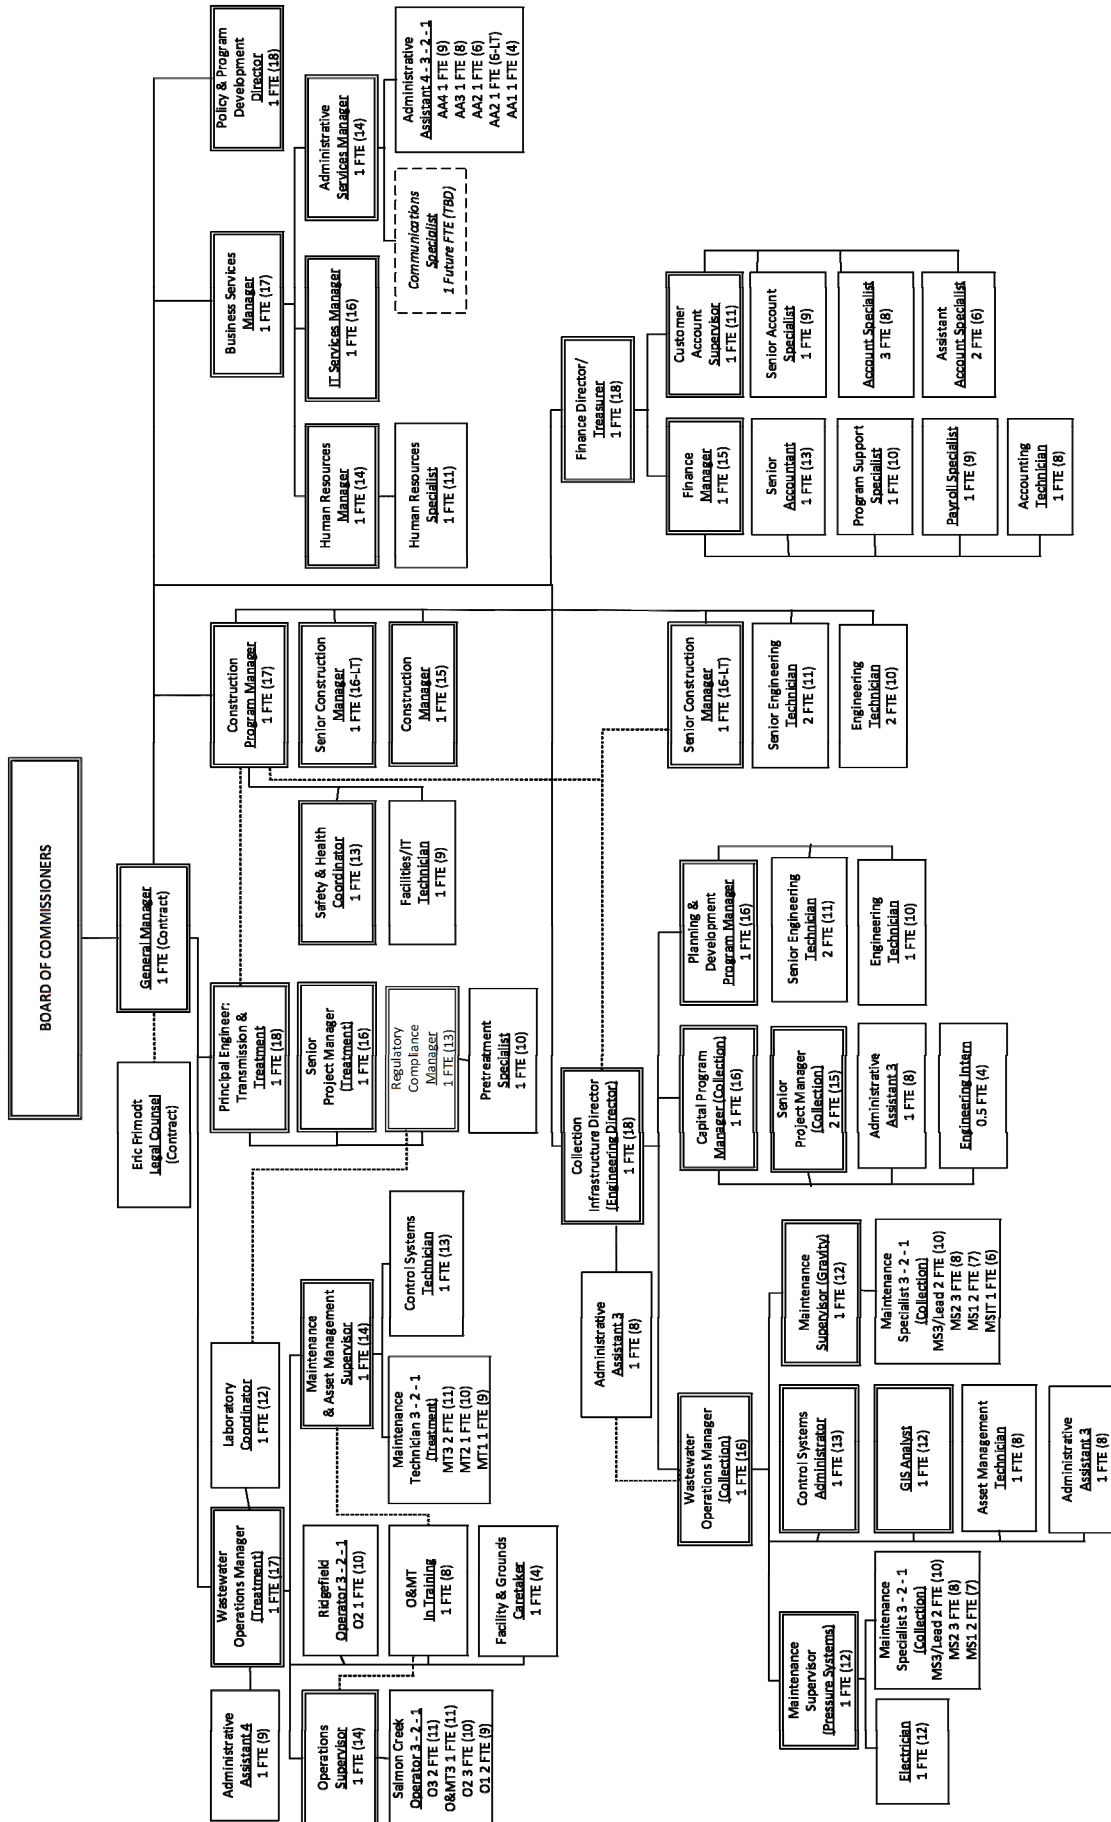 BOARD OF COMMISSIONERS
General Manager
1 FTE (Contract)
Eric Frimodt
Legal Counsel
(Contract)
Administrative
Assistant 4
1 FTE (9)
Wastewater
Operations Manager
(Treatment)
1 FTE (17)
Laboratory
Coordinator
1 FTE (12)
Principal Engineer:
Transmission &
Treatment
1 FTE (18)
Construction
Program Manager
1 FTE (17)
Business Services
Manager
1 FTE (17)
Policy & Program
Development
Director
1 FTE (18)
Operations
Supervisor
1 FTE (14)
Ridgefield
Operator 3 - 2 - 1
O2 1 FTE (10)
Maintenance
& Asset Management
Supervisor
1 FTE (14)
Senior
Project Manager
(Treatment)
1 FTE (16)
Safety & Health
Coordinator
1 FTE (13)
Senior Construction
Manager
1 FTE (16-LT)
Human Resources
Manager
1 FTE (14)
IT Services Manager
1 FTE (16)
Administrative
Services Manager
1 FTE (14)
Salmon Creek
Operator 3 - 2 - 1
O3 2 FTE (11)
O&MT3 1 FTE (11)
O2 3 FTE (10)
O1 2 FTE (9)
O&MT
In Training
1 FTE (8)
Maintenance
Technician 3 - 2 - 1
(Treatment)
MT3 2 FTE (11)
MT2 1 FTE (10)
MT1 1 FTE (9)
Control Systems
Technician
1 FTE (13)
Regulatory
Compliance
Manager
1 FTE (13)
Facilities/IT
Technician
1 FTE (9)
Construction
Manager
1 FTE (15)
Human Resources
Specialist
1 FTE (11)
Communications
Specialist
1 Future FTE (TBD)
Administrative
Assistant 4 - 3 - 2 - 1
AA4 1 FTE (9)
AA3 1 FTE (8)
AA2 1 FTE (6)
AA2 1 FTE (6-LT)
AA1 1 FTE (4)
Facility & Grounds
Caretaker
1 FTE (4)
Pretreatment
Specialist
1 FTE (10)
Administrative
Assistant 3
1 FTE (8)
Collection
Infrastructure Director
(Engineering Director)
1 FTE (18)
Finance Director/
Treasurer
1 FTE (18)
Wastewater
Operations Manager
(Collection)
1 FTE (16)
Capital Program
Manager (Collection)
1 FTE (16)
Planning &
Development
Program Manager
1 FTE (16)
Senior Construction
Manager
1 FTE (16-LT)
Finance
Manager
1 FTE (15)
Customer
Account
Supervisor
1 FTE (11)
Senior
Project Manager
(Collection)
2 FTE (15)
Senior Engineering
Technician
2 FTE (11)
Senior Engineering
Technician
2 FTE (11)
Senior
Accountant
1 FTE (13)
Senior Account
Specialist
1 FTE (9)
Maintenance
Supervisor
(Pressure Systems)
1 FTE (12)
Control Systems
Administrator
1 FTE (13)
Maintenance
Supervisor (Gravity)
1 FTE (12)
Administrative
Assistant 3
1 FTE (8)
Engineering
Technician
1 FTE (10)
Engineering
Technician
2 FTE (10)
Program Support
Specialist
1 FTE (10)
Account Specialist
3 FTE (8)
Electrician
1 FTE (12)
Maintenance
Specialist 3 - 2 - 1
(Collection)
MS3/Lead 2 FTE (10)
MS2 3 FTE (8)
MS1 2 FTE (7)
GIS Analyst
1 FTE (12)
Maintenance
Specialist 3 - 2 - 1
(Collection)
MS3/Lead 2 FTE (10)
MS2 3 FTE (8)
MS1 2 FTE (7)
MSIT 1 FTE (6)
Engineering Intern
0.5 FTE (4)
Payroll Specialist
1 FTE (9)
Assistant
Account Specialist
2 FTE (6)
Asset Management
Technician
1 FTE (8)
Accounting
Technician
1 FTE (8)
Administrative
Assistant 3
1 FTE (8)